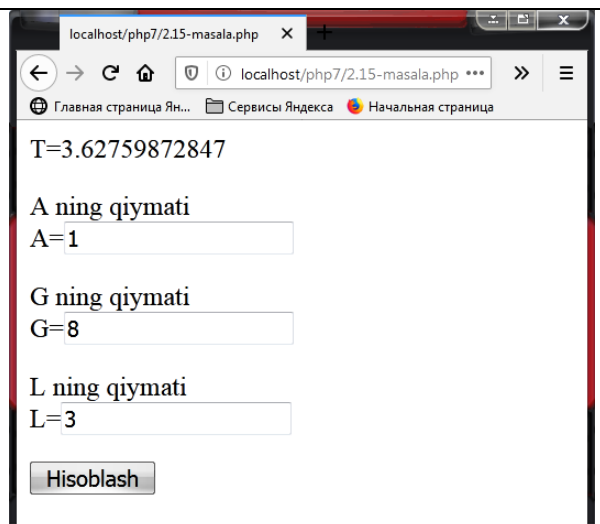 localhost/php7/2.15-masala.php
localhost/php7/2.15-masala.php
Главная страница Ян... Сервисы Яндекса Начальная страница
T=3.62759872847
A ning qiymati
A=1
G ning qiymati
G=8
L ning qiymati
L=3
Hisoblash